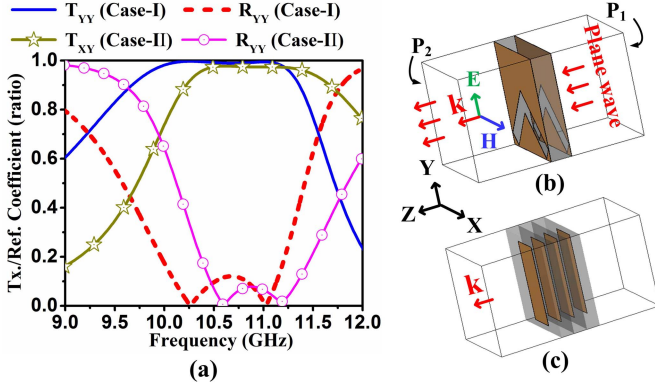 T_YY (Case-I) R_YY (Case-I)
T_XY (Case-II) R_YY (Case-II)
Tx./Ref. Coefficient (ratio)
1.0
0.8
0.6
0.4
0.2
0.0
9.0 9.5 10.0 10.5 11.0 11.5 12.0
Frequency (GHz)
(a)
P₂
P₁
E
k
H
Plane wave
(b)
Y
Z
X
k
(c)